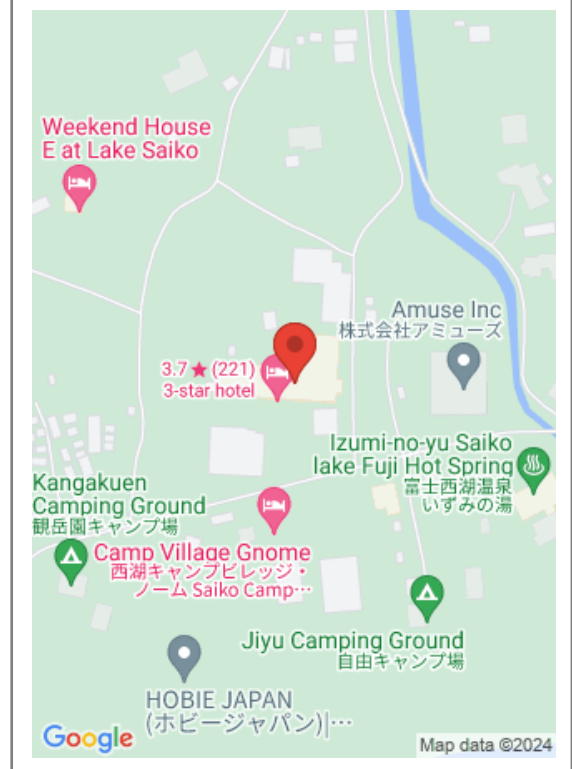 Weekend House
E at Lake Saiko
Amuse Inc
株式会社アミューズ
3.7★(221)
3-star hotel
Izumi-no-yu Saiko
lake Fuji Hot Spring
富士西湖温泉
いずみの湯
Kangakuen
Camping Ground
観岳園キャンプ場
Camp Village Gnome
西湖キャンプビレッジ・
ノーム Saiko Camp…
Jiyu Camping Ground
自由キャンプ場
HOBIE JAPAN
(ホビージャパン)|…
Google
Map data ©2024